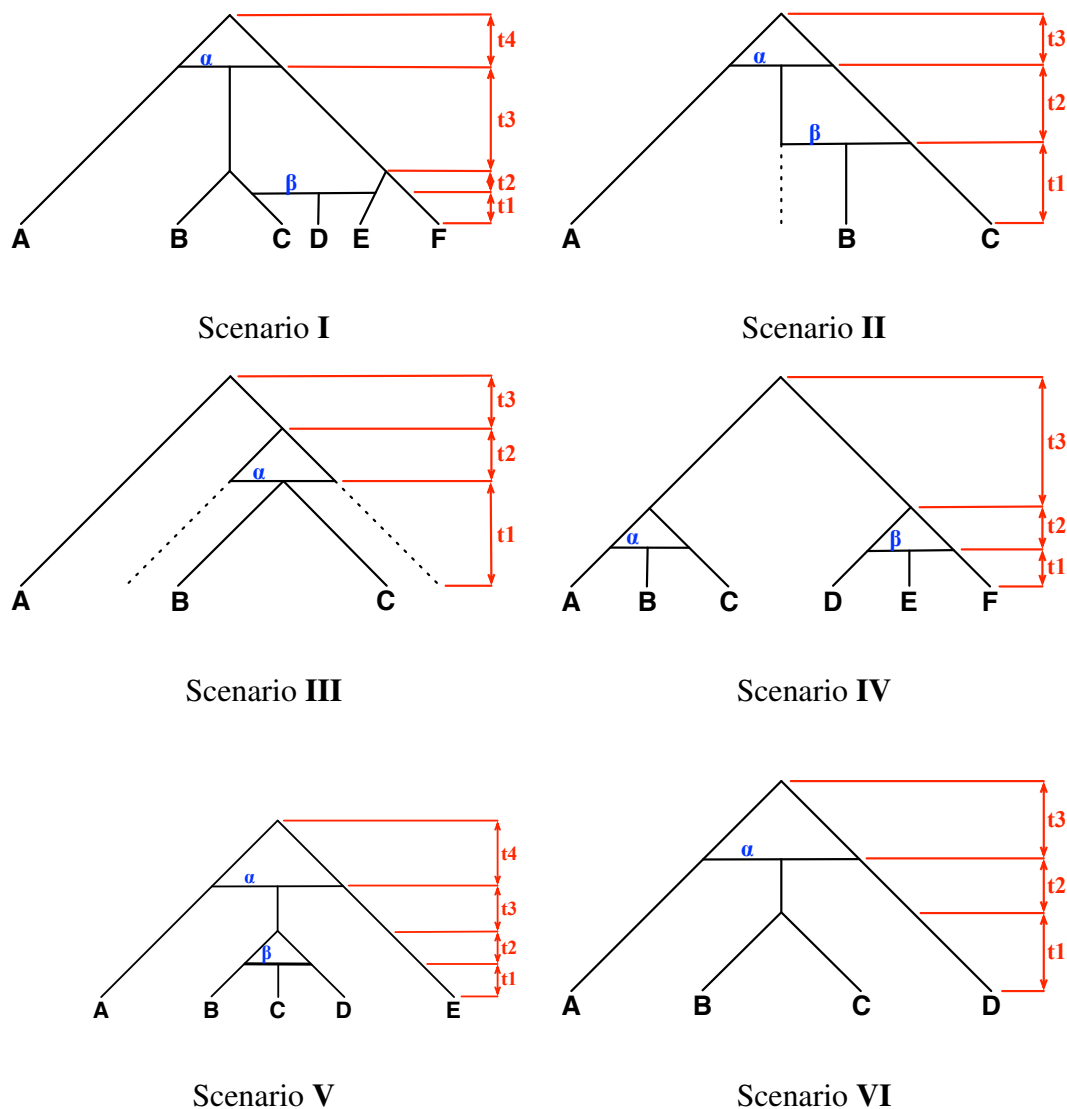 t4
α
t3
β
t2
t1
A B C D E F
Scenario I
t3
α
t2
β
t1
A B C
Scenario II
t3
t2
α
t1
A B C
Scenario III
t3
t2
α β
t1
A B C D E F
Scenario IV
t4
α
t3
t2
β
t1
A B C D E
Scenario V
t3
α
t2
t1
A B C D
Scenario VI